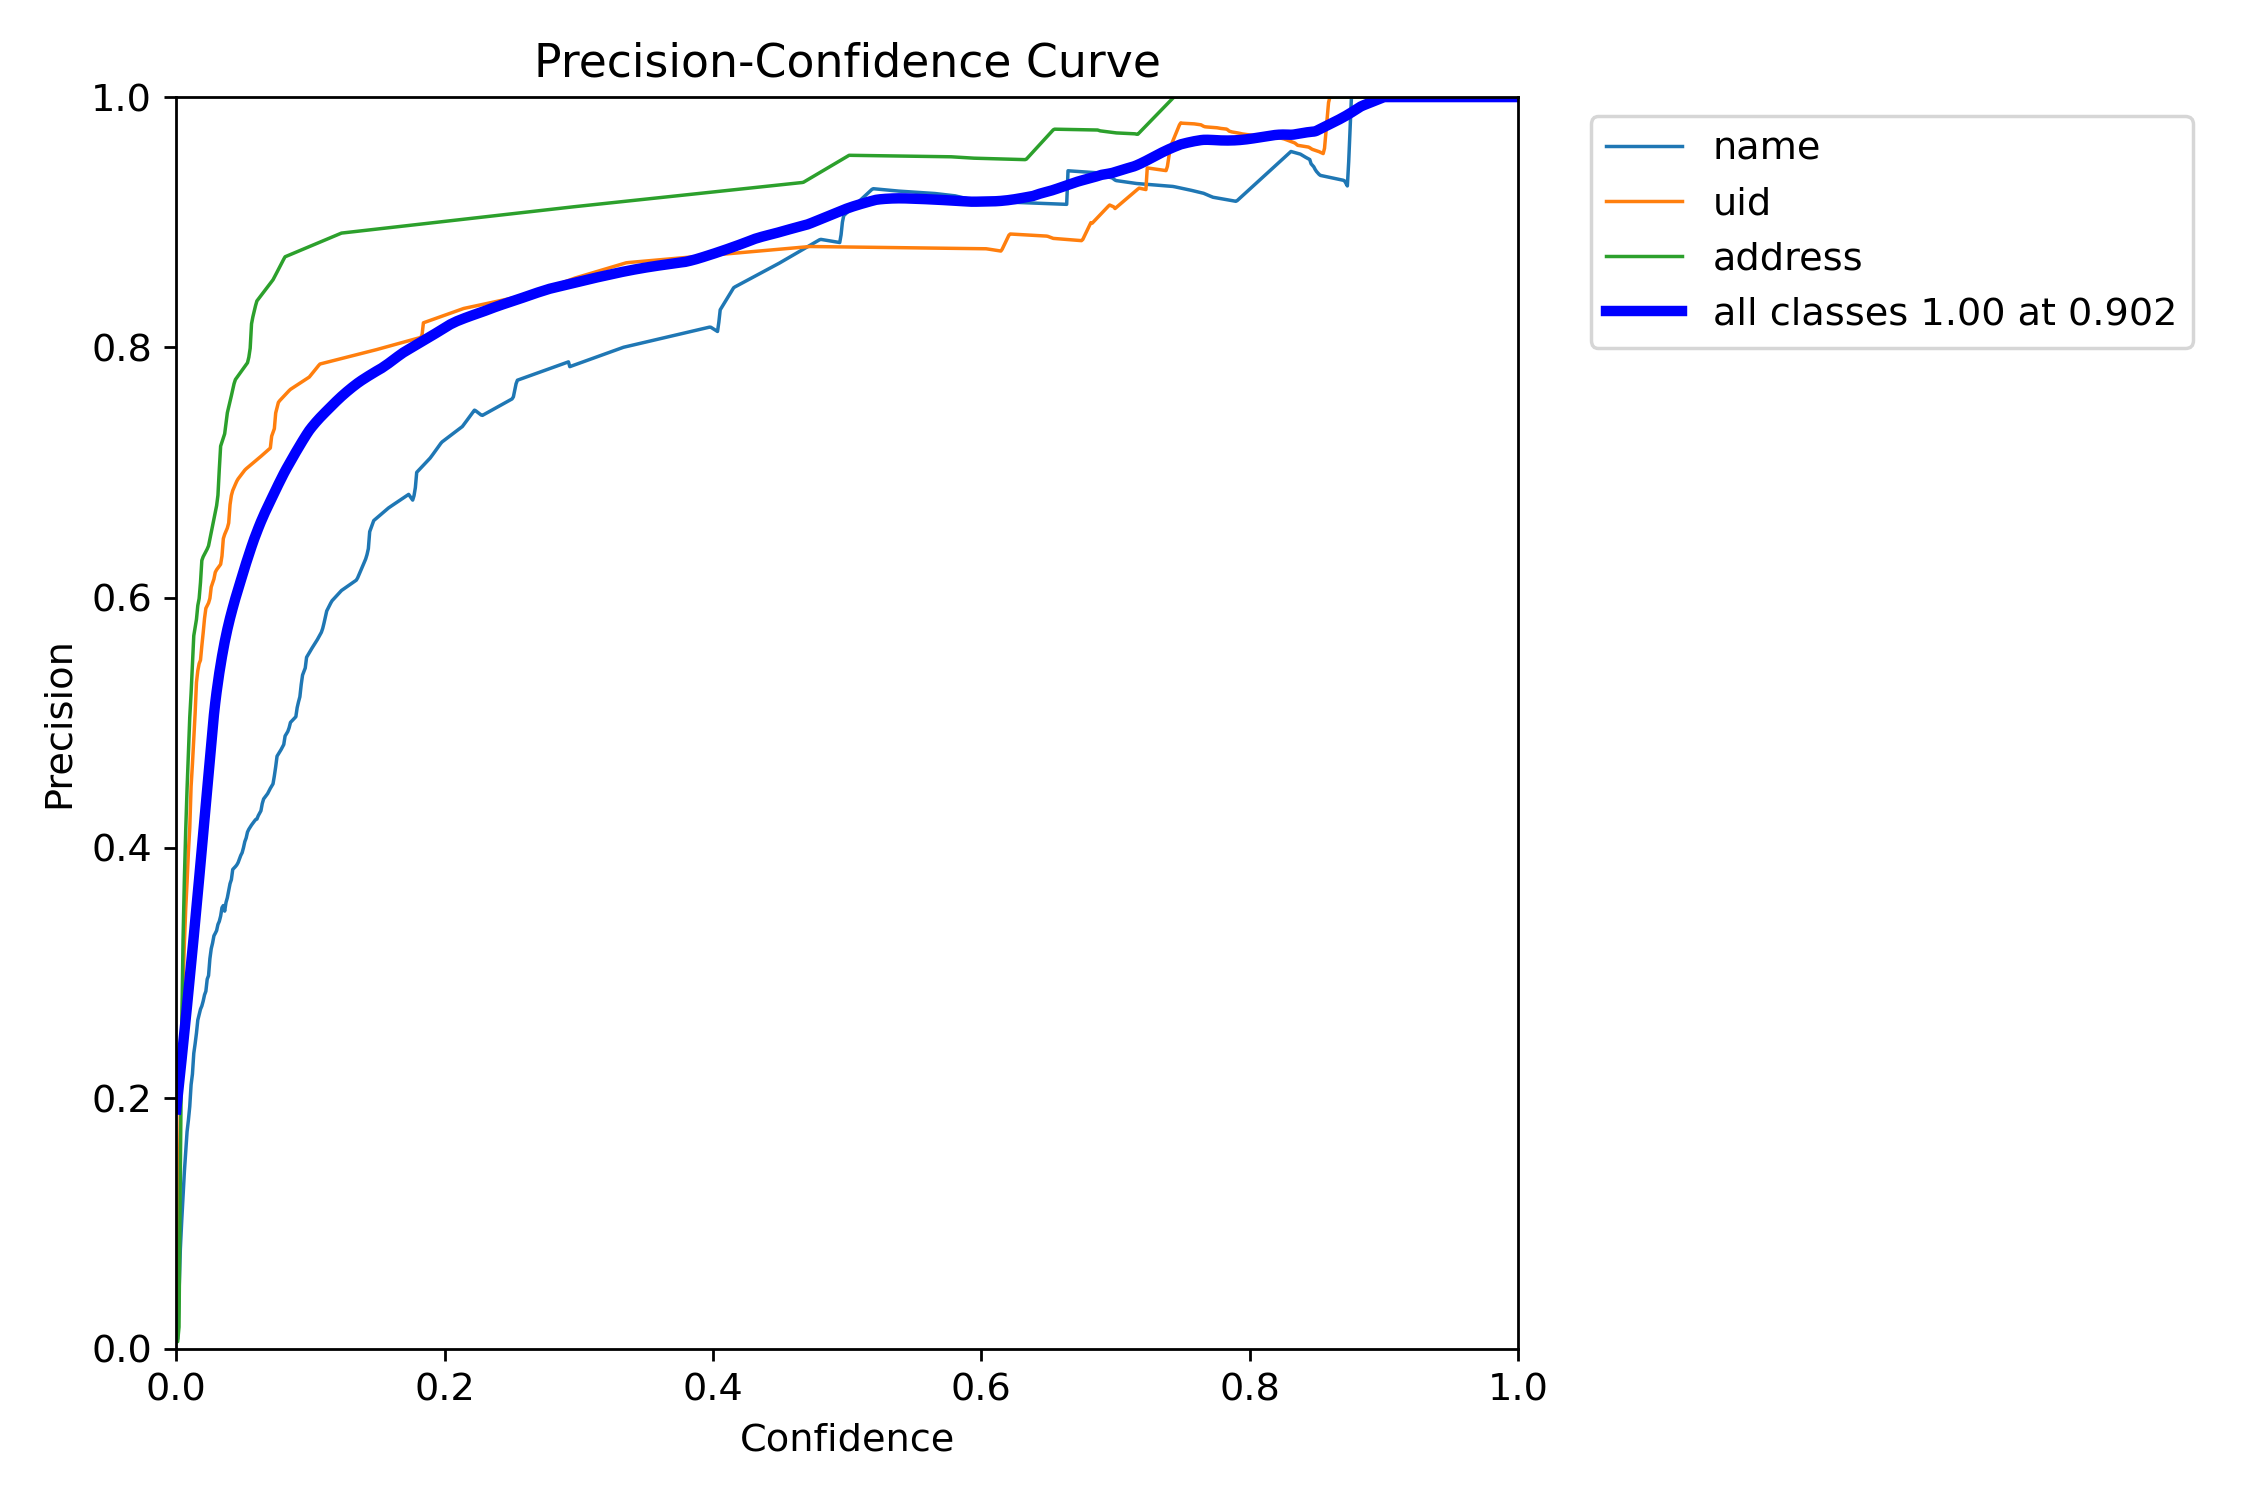 Precision-Confidence Curve
1.0
0.8
0.6
0.4
0.2
0.0
Precision
0.0 0.2 0.4 0.6 0.8 1.0
Confidence
name
uid
address
all classes 1.00 at 0.902